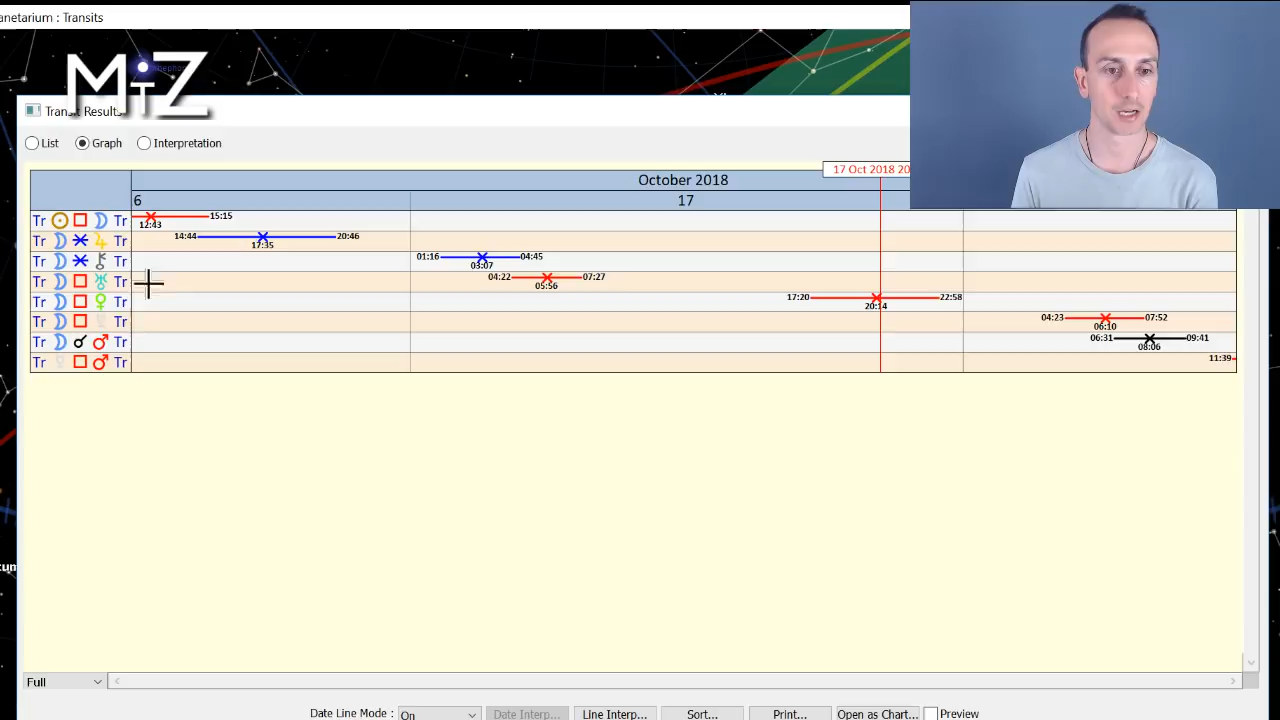 anetarium : Transits
MTZ
Transit Results
List Graph Interpretation
17 Oct 2018 20
October 2018
6 17
Tr Tr 12:43 15:15
Tr Tr 14:44 17:35 20:46
Tr Tr 01:16 03:07 04:45
Tr Tr 04:22 05:56 07:27
Tr Tr 17:20 20:14 22:58
Tr Tr 04:23 06:10 07:52
Tr Tr 06:31 08:06 09:41
Tr Tr 11:39
tum
Full
Date Line Mode : On Date Interp... Line Interp... Sort... Print... Open as Chart... Preview